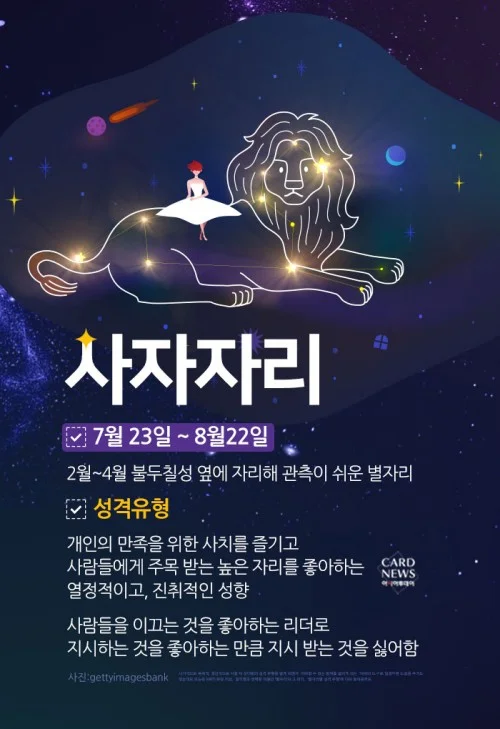 사자자리
7월 23일 ~ 8월22일
2월~4월 불두칠성 옆에 자리해 관측이 쉬운 별자리
성격유형
개인의 만족을 위한 사치를 즐기고
사람들에게 주목 받는 높은 자리를 좋아하는
열정적이고, 진취적인 성향
CARD
NEWS
아시아투데이
사람들을 이끄는 것을 좋아하는 리더로
지시하는 것을 좋아하는 만큼 지시 받는 것을 싫어함
사진:gettyimagesbank